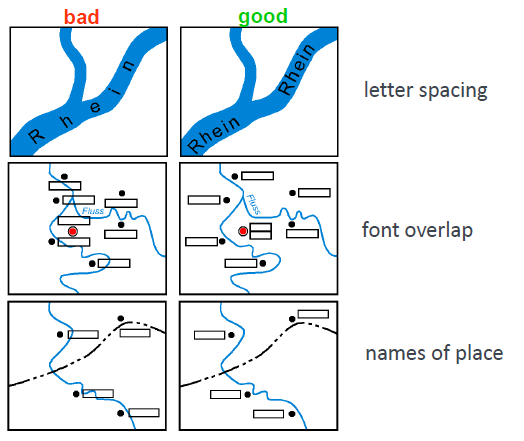 bad
good
R h e i n
Rhein
Rhein
letter spacing
Fluss
Fluss
font overlap
names of place